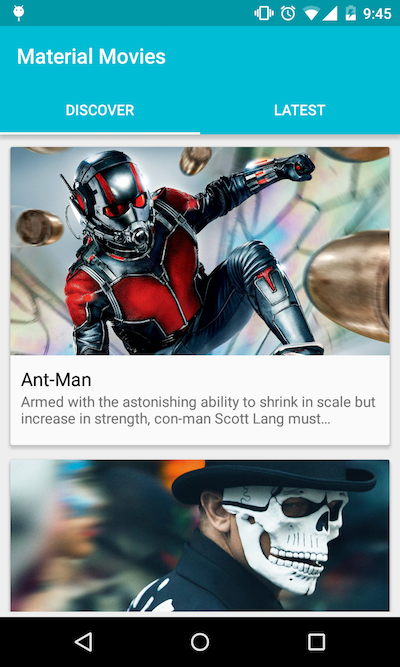 9:45
Material Movies
DISCOVER
LATEST
Ant-Man
Armed with the astonishing ability to shrink in scale but
increase in strength, con-man Scott Lang must…